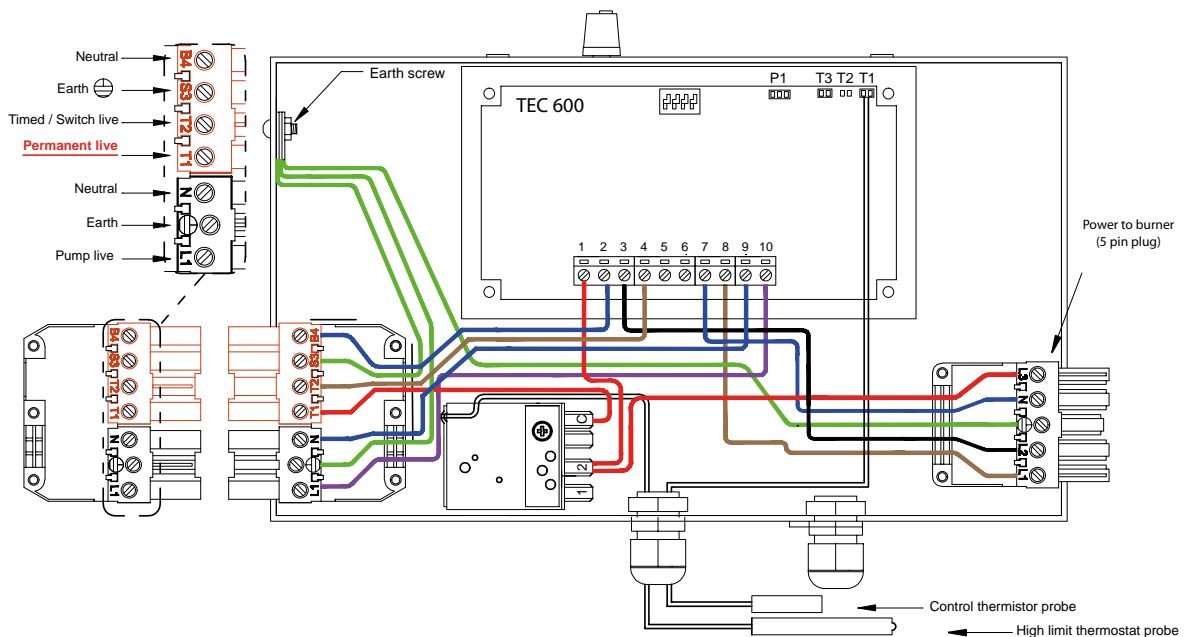 Neutral
Earth
Timed / Switch live
Permanent live
Neutral
Earth
Pump live
B4
S3
T2
T1
N
L1
Earth screw
TEC 600
P1
T3
T2
T1
1 2 3 4 5 6 7 8 9 10
Power to burner
(5 pin plug)
B4
S3
T2
T1
N
L1
B4
S3
T2
T1
N
L1
C
2
1
L3
N
L2
L1
Control thermistor probe
High limit thermostat probe